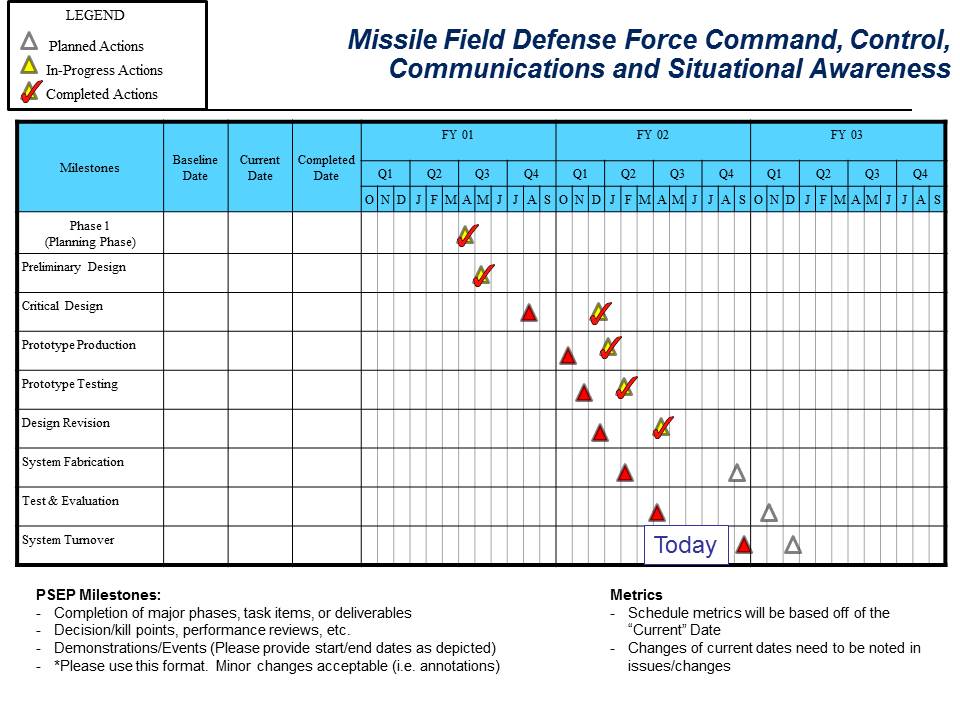 LEGEND
Planned Actions
In-Progress Actions
Completed Actions
Missile Field Defense Force Command, Control,
Communications and Situational Awareness
Milestones
Baseline
Date
Current
Date
Completed
Date
FY 01
FY 02
FY 03
Q1 Q2 Q3 Q4 Q1 Q2 Q3 Q4 Q1 Q2 Q3 Q4
O N D J F M A M J J A S O N D J F M A M J J A S O N D J F M A M J J A S
Phase 1
(Planning Phase)
Preliminary Design
Critical Design
Prototype Production
Prototype Testing
Design Revision
System Fabrication
Test & Evaluation
System Turnover
Today
PSEP Milestones:
- Completion of major phases, task items, or deliverables
- Decision/kill points, performance reviews, etc.
- Demonstrations/Events (Please provide start/end dates as depicted)
- *Please use this format. Minor changes acceptable (i.e. annotations)
Metrics
- Schedule metrics will be based off of the
“Current” Date
- Changes of current dates need to be noted in
issues/changes